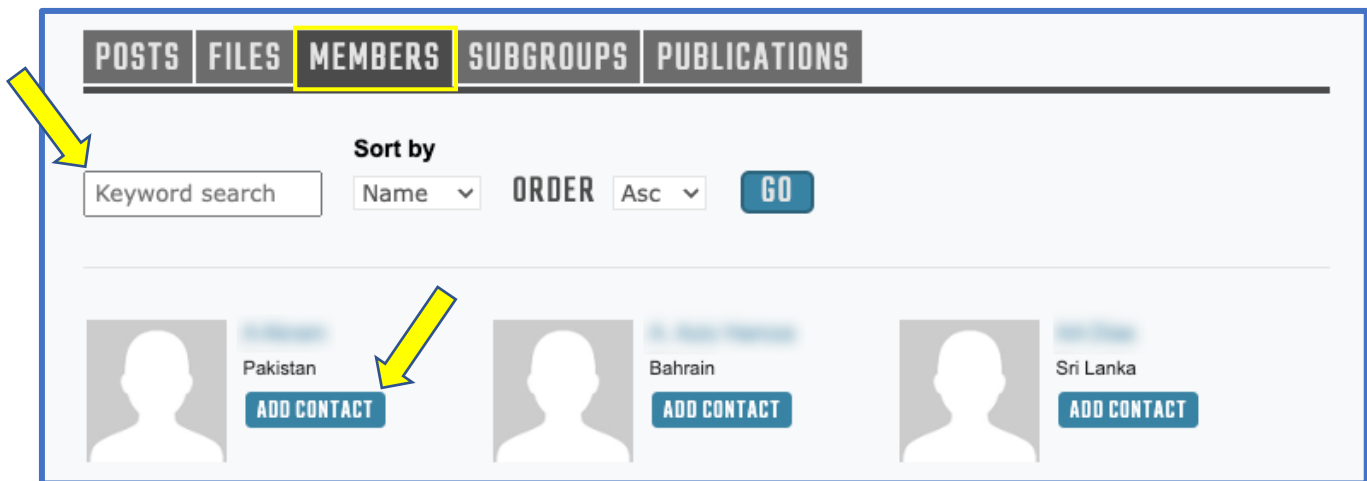 POSTS FILES MEMBERS SUBGROUPS PUBLICATIONS
Sort by
Keyword search Name ORDER Asc GO
Pakistan Bahrain Sri Lanka
ADD CONTACT ADD CONTACT ADD CONTACT